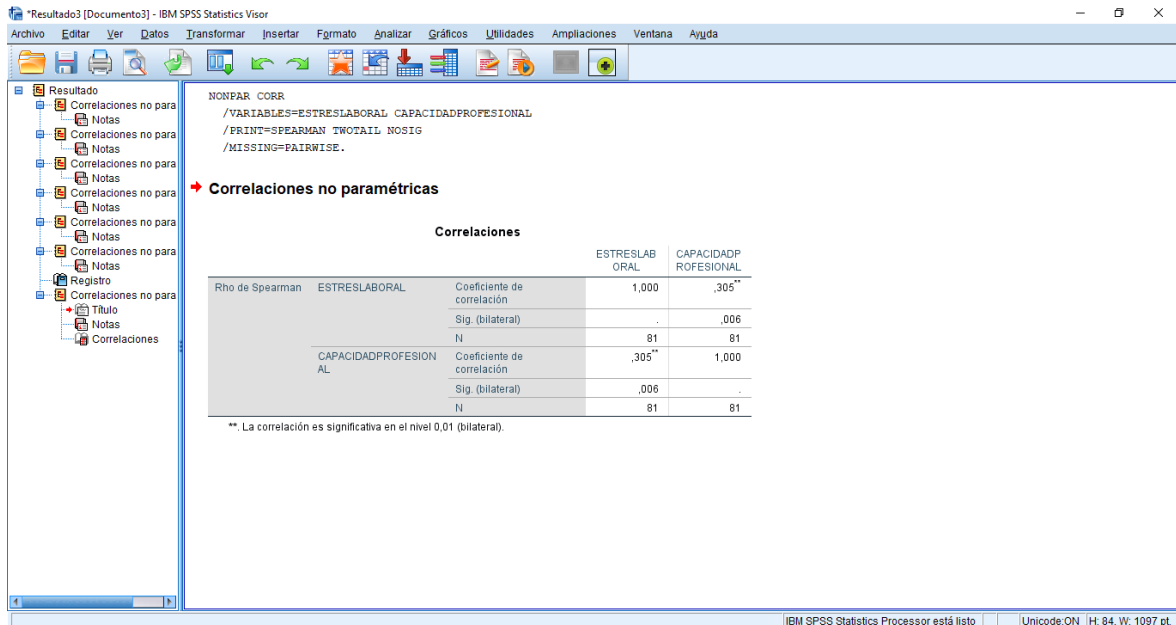 *Resultado3 [Documento3] - IBM SPSS Statistics Visor
Archivo Editar Ver Datos Transformar Insertar Formato Analizar Gráficos Utilidades Ampliaciones Ventana Ayuda
Resultado
Correlaciones no para
Notas
Correlaciones no para
Notas
Correlaciones no para
Notas
Correlaciones no para
Notas
Correlaciones no para
Notas
Correlaciones no para
Notas
Registro
Correlaciones no para
Título
Notas
Correlaciones
NONPAR CORR
/VARIABLES=ESTRESLABORAL CAPACIDADPROFESIONAL
/PRINT=SPEARMAN TWOTAIL NOSIG
/MISSING=PAIRWISE.
Correlaciones no paramétricas
Correlaciones
ESTRESLAB CAPACIDADP
ORAL ROFESIONAL
Rho de Spearman ESTRESLABORAL Coeficiente de 1,000 ,305**
correlación
Sig. (bilateral) . ,006
N 81 81
CAPACIDADPROFESION Coeficiente de ,305** 1,000
AL correlación
Sig. (bilateral) ,006 .
N 81 81
**. La correlación es significativa en el nivel 0,01 (bilateral).
IBM SPSS Statistics Processor está listo Unicode:ON H: 84, W: 1097 pt.